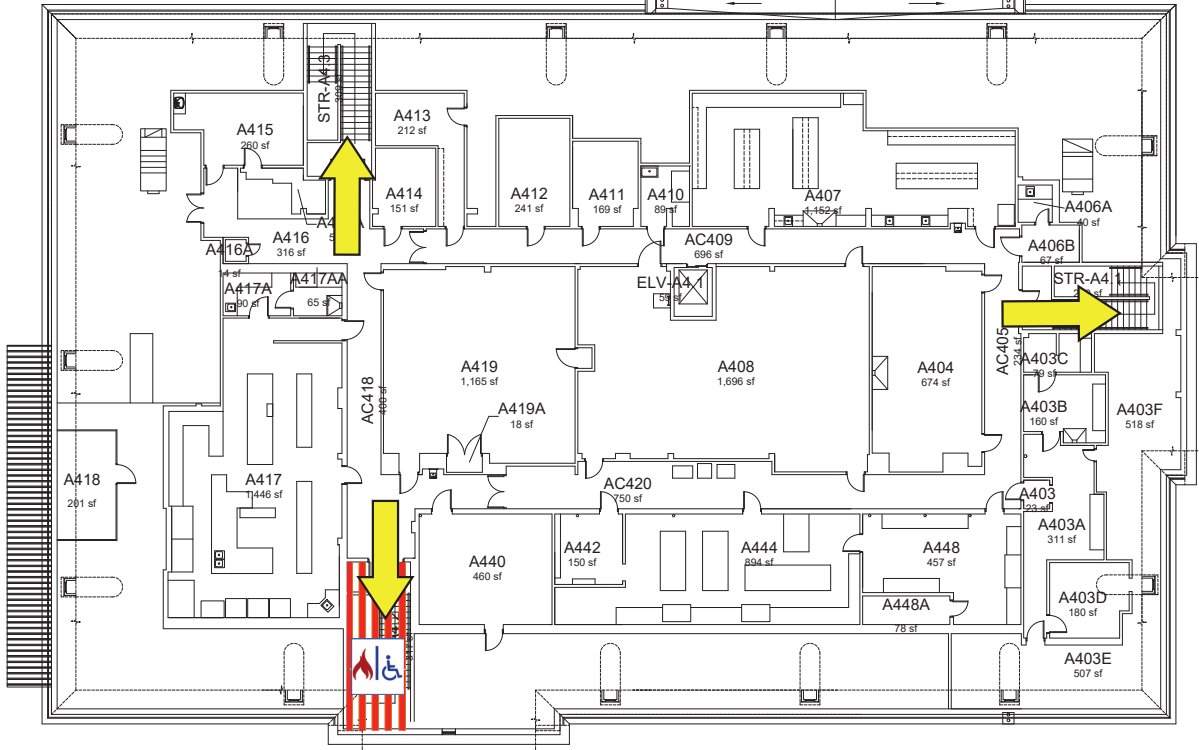 STR-A4.3
A415
260 sf
A413
212 sf
A414
151 sf
A412
241 sf
A411
169 sf
A410
89 sf
A407
1,152 sf
A406A
40 sf
A416
316 sf
A416A
14 sf
AC409
696 sf
A406B
67 sf
A417A
90 sf
A417AA
65 sf
ELV-A4.1
59 sf
STR-A4.1
A419
1,165 sf
A408
1,696 sf
A404
674 sf
AC405
234 sf
A403C
79 sf
AC418
400 sf
A419A
18 sf
A403B
160 sf
A403F
518 sf
A418
201 sf
A417
1,446 sf
AC420
750 sf
A403
23 sf
A403A
311 sf
A440
460 sf
A442
150 sf
A444
894 sf
A448
457 sf
A448A
78 sf
A403D
180 sf
A403E
507 sf